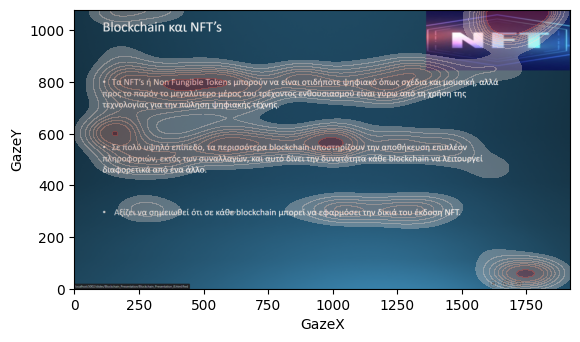 Blockchain και NFT's
NFT
• Τα NFT's ή Non Fungible Tokens μπορούν να είναι οτιδήποτε ψηφιακό όπως σχέδια και μουσική, αλλά
προς το παρόν το μεγαλύτερο μέρος του τρέχοντος ενθουσιασμού είναι γύρω από τη χρήση της
τεχνολογίας για την πώληση ψηφιακής τέχνης.
• Σε πολύ υψηλό επίπεδο, τα περισσότερα blockchain υποστηρίζουν την αποθήκευση επιπλέον
πληροφοριών, εκτός των συναλλαγών, και αυτό δίνει την δυνατότητα κάθε blockchain να λειτουργεί
διαφορετικά από ένα άλλο.
• Αξίζει να σημειωθεί ότι σε κάθε blockchain μπορεί να εφαρμόσει την δικιά του έκδοση NFT.
GazeY
1000
800
600
400
200
0
0 250 500 750 1000 1250 1500 1750
GazeX